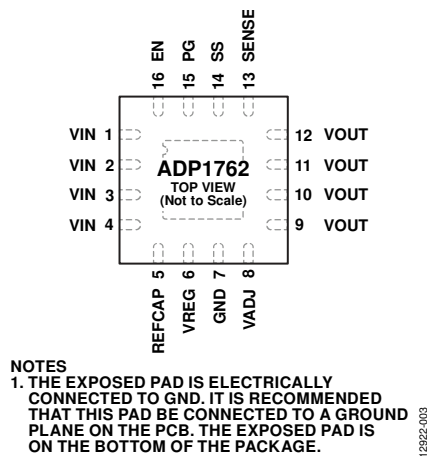 16 EN
15 PG
14 SS
13 SENSE
VIN 1
VIN 2
VIN 3
VIN 4
ADP1762
TOP VIEW
(Not to Scale)
12 VOUT
11 VOUT
10 VOUT
9 VOUT
REFCAP 5
VREG 6
GND 7
VADJ 8
NOTES
1. THE EXPOSED PAD IS ELECTRICALLY
CONNECTED TO GND. IT IS RECOMMENDED
THAT THIS PAD BE CONNECTED TO A GROUND
PLANE ON THE PCB. THE EXPOSED PAD IS
ON THE BOTTOM OF THE PACKAGE.
12922-003